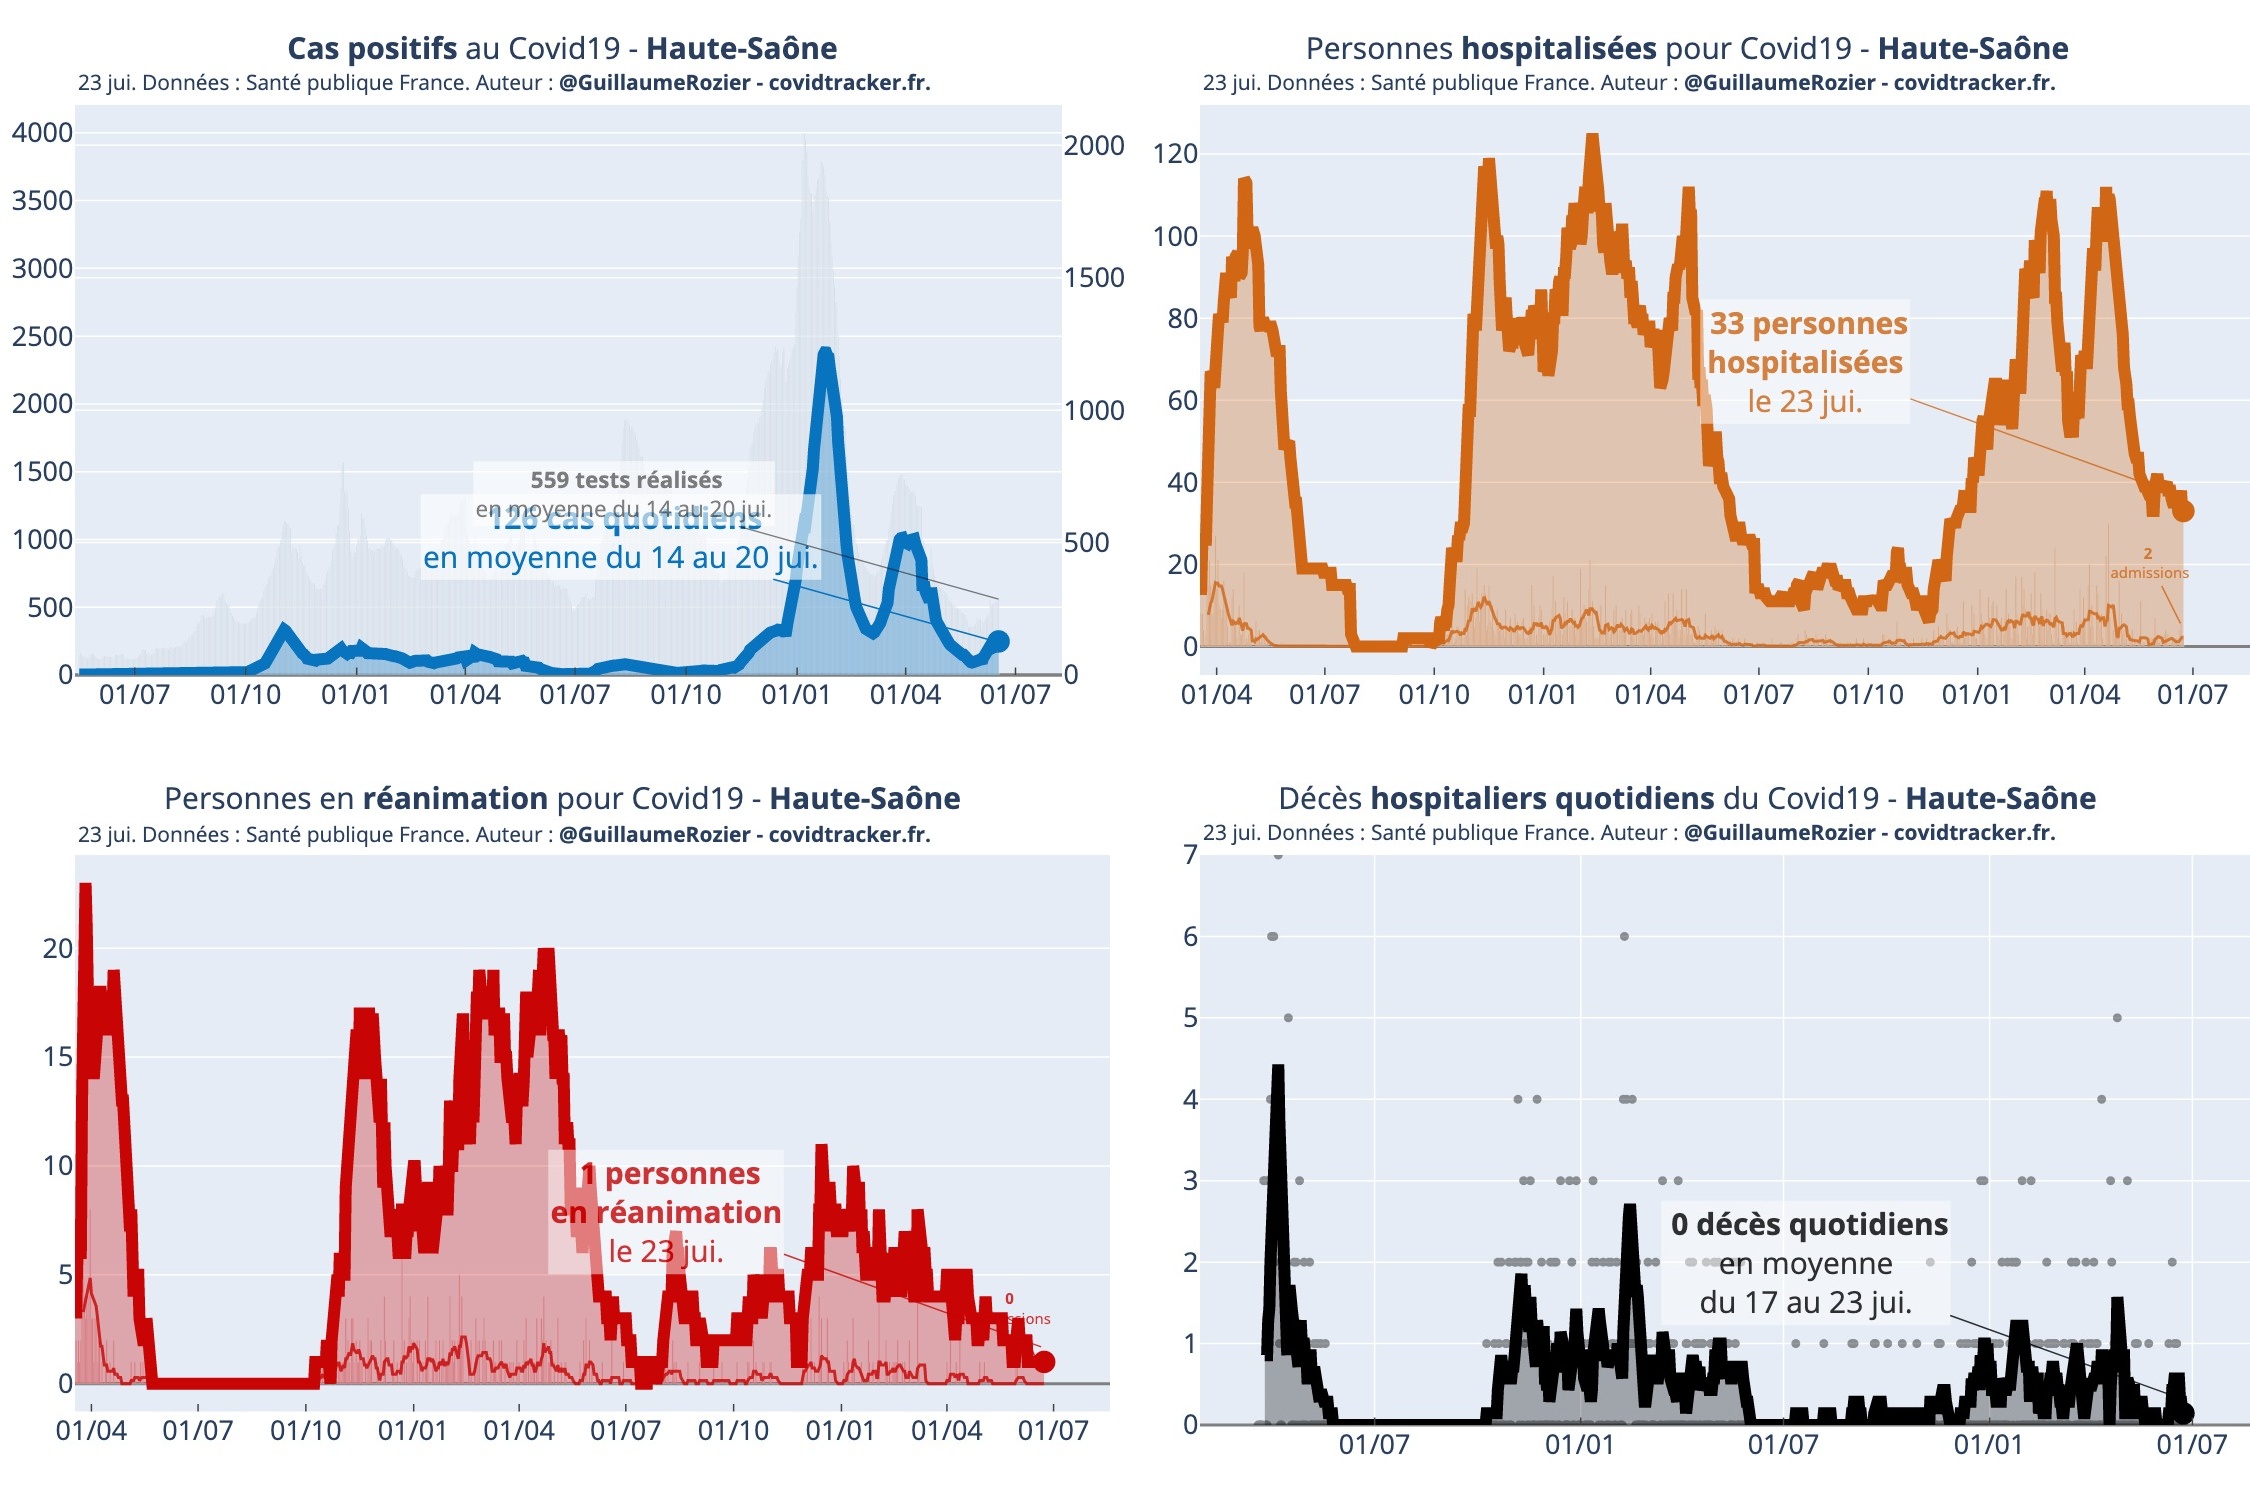 Cas positifs au Covid19 - Haute-Saône
23 jui. Données : Santé publique France. Auteur : @GuillaumeRozier - covidtracker.fr.
4000
3500
3000
2500
2000
1500
1000
500
0
2000
1500
1000
500
0
559 tests réalisés
en moyenne du 14 au 20 jui.
126 cas quotidiens
en moyenne du 14 au 20 jui.
01/07 01/10 01/01 01/04 01/07 01/10 01/01 01/04 01/07
Personnes hospitalisées pour Covid19 - Haute-Saône
23 jui. Données : Santé publique France. Auteur : @GuillaumeRozier - covidtracker.fr.
120
100
80
60
40
20
0
33 personnes
hospitalisées
le 23 jui.
2
admissions
01/04 01/07 01/10 01/01 01/04 01/07 01/10 01/01 01/04 01/07
Personnes en réanimation pour Covid19 - Haute-Saône
23 jui. Données : Santé publique France. Auteur : @GuillaumeRozier - covidtracker.fr.
20
15
10
5
0
1 personnes
en réanimation
le 23 jui.
0
ssions
01/04 01/07 01/10 01/01 01/04 01/07 01/10 01/01 01/04 01/07
Décès hospitaliers quotidiens du Covid19 - Haute-Saône
23 jui. Données : Santé publique France. Auteur : @GuillaumeRozier - covidtracker.fr.
7
6
5
4
3
2
1
0
0 décès quotidiens
en moyenne
du 17 au 23 jui.
01/07 01/01 01/07 01/01 01/07